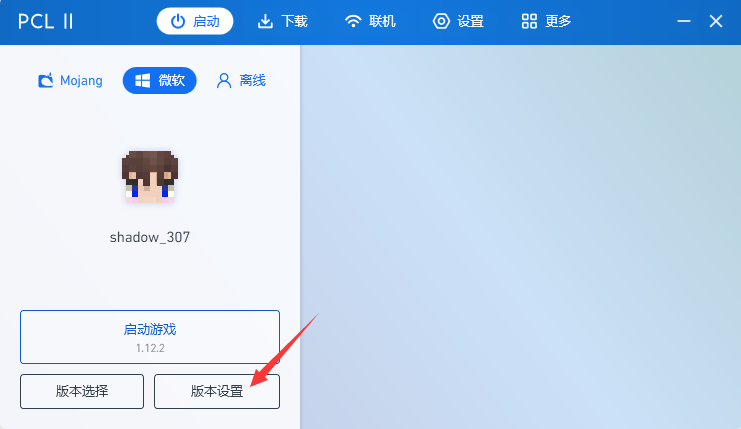 PCL II 启动 下载 联机 设置 更多
Mojang 微软 离线
shadow_307
启动游戏
1.12.2
版本选择 版本设置